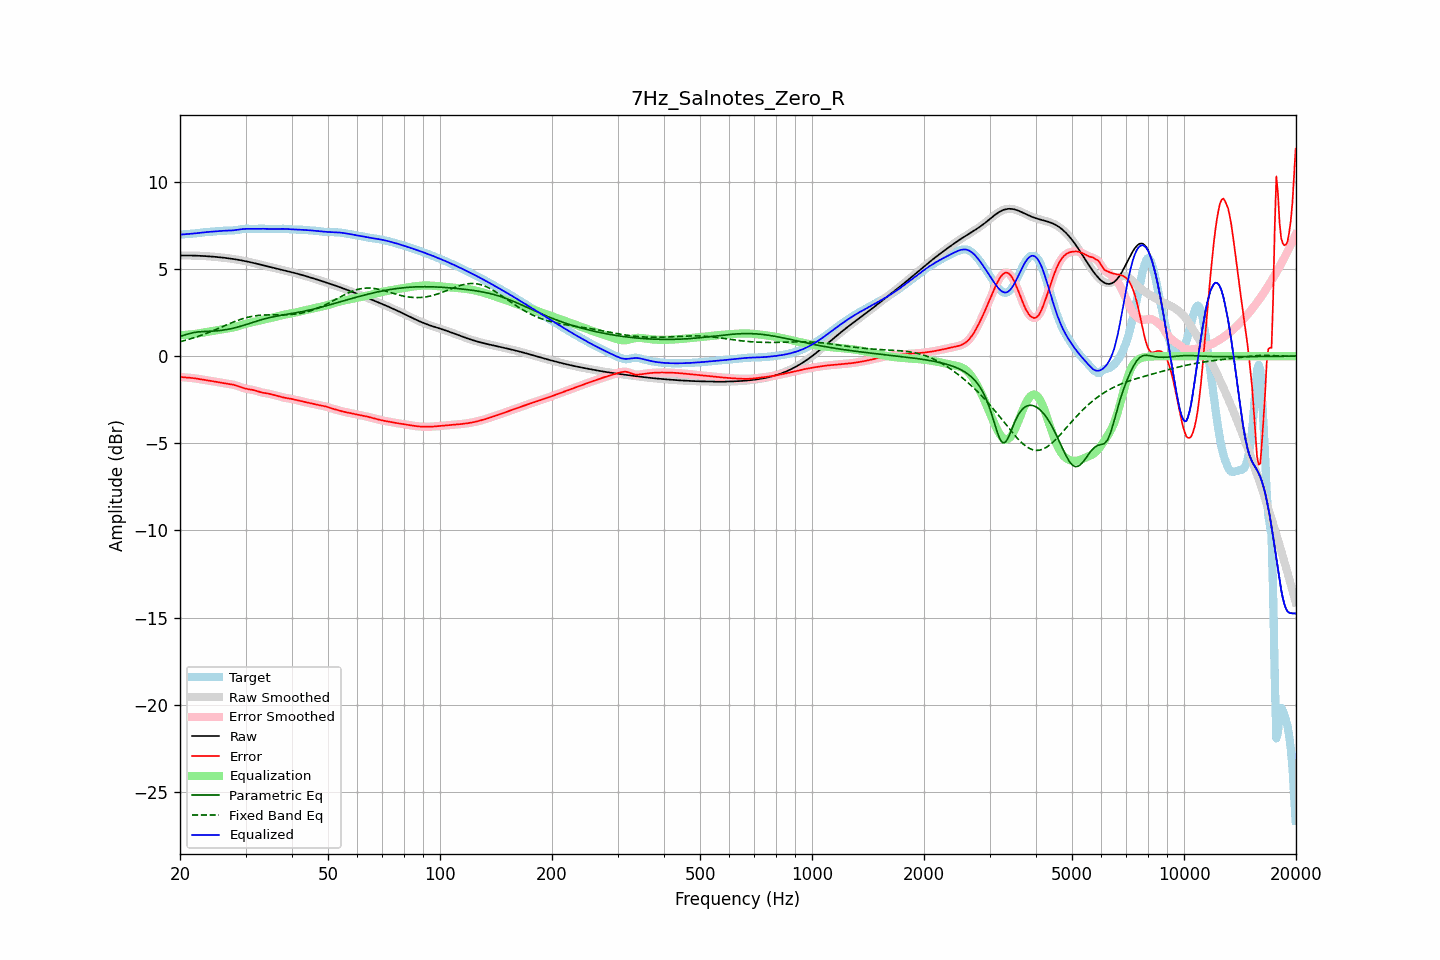 7Hz_Salnotes_Zero_R
10
5
0
−5
−10
−15
−20
−25
Amplitude (dBr)
Target
Raw Smoothed
Error Smoothed
Raw
Error
Equalization
Parametric Eq
Fixed Band Eq
Equalized
20 50 100 200 500 1000 2000 5000 10000 20000
Frequency (Hz)